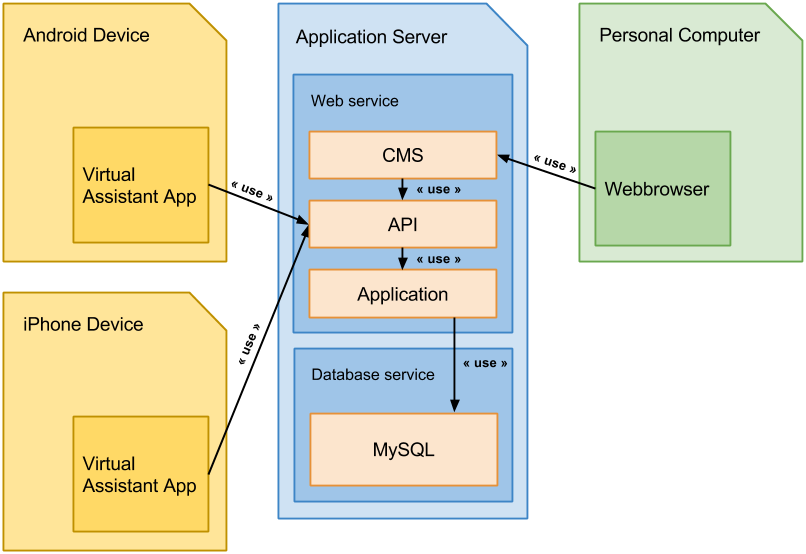 Android Device
Virtual
Assistant App
« use »
iPhone Device
Virtual
Assistant App
« use »
Application Server
Web service
CMS
« use »
API
« use »
Application
« use »
Database service
MySQL
Personal Computer
Webbrowser
« use »